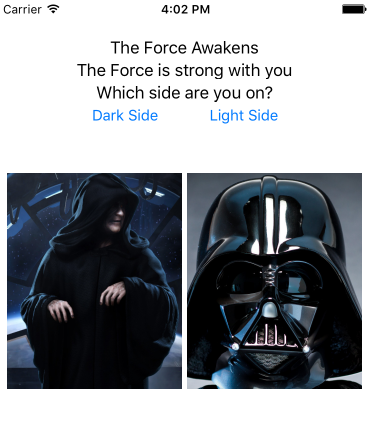 Carrier 4:02 PM
The Force Awakens
The Force is strong with you
Which side are you on?
Dark Side Light Side